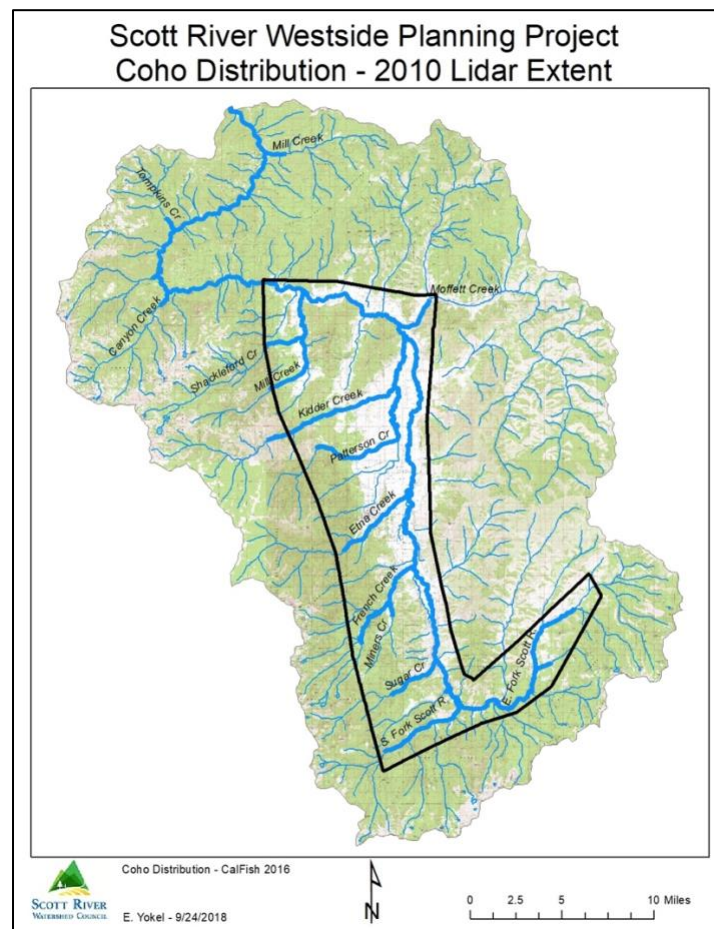 Scott River Westside Planning Project
Coho Distribution - 2010 Lidar Extent
Mill Creek
Tompkins Cr
Moffett Creek
Canyon Creek
Shackleford Cr
Mill Creek
Kidder Creek
Patterson Cr
Etna Creek
French Creek
Miners Cr
Sugar Cr
E. Fork Scott R.
S. Fork Scott R.
Coho Distribution - CalFish 2016
SCOTT RIVER
WATERSHED COUNCIL
E. Yokel - 9/24/2018
N
0 2.5 5 10 Miles